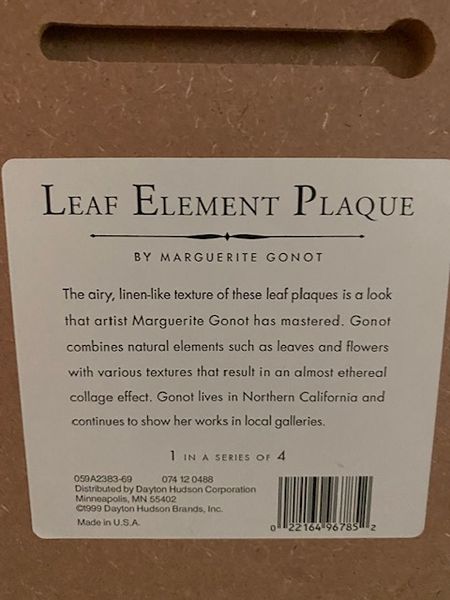 LEAF ELEMENT PLAQUE
BY MARGUERITE GONOT
The airy, linen-like texture of these leaf plaques is a look
that artist Marguerite Gonot has mastered. Gonot
combines natural elements such as leaves and flowers
with various textures that result in an almost ethereal
collage effect. Gonot lives in Northern California and
continues to show her works in local galleries.
1 IN A SERIES OF 4
059A2383-69 074 12 0488
Distributed by Dayton Hudson Corporation
Minneapolis, MN 55402
©1999 Dayton Hudson Brands, Inc.
Made in U.S.A.
0 22164 96785 2